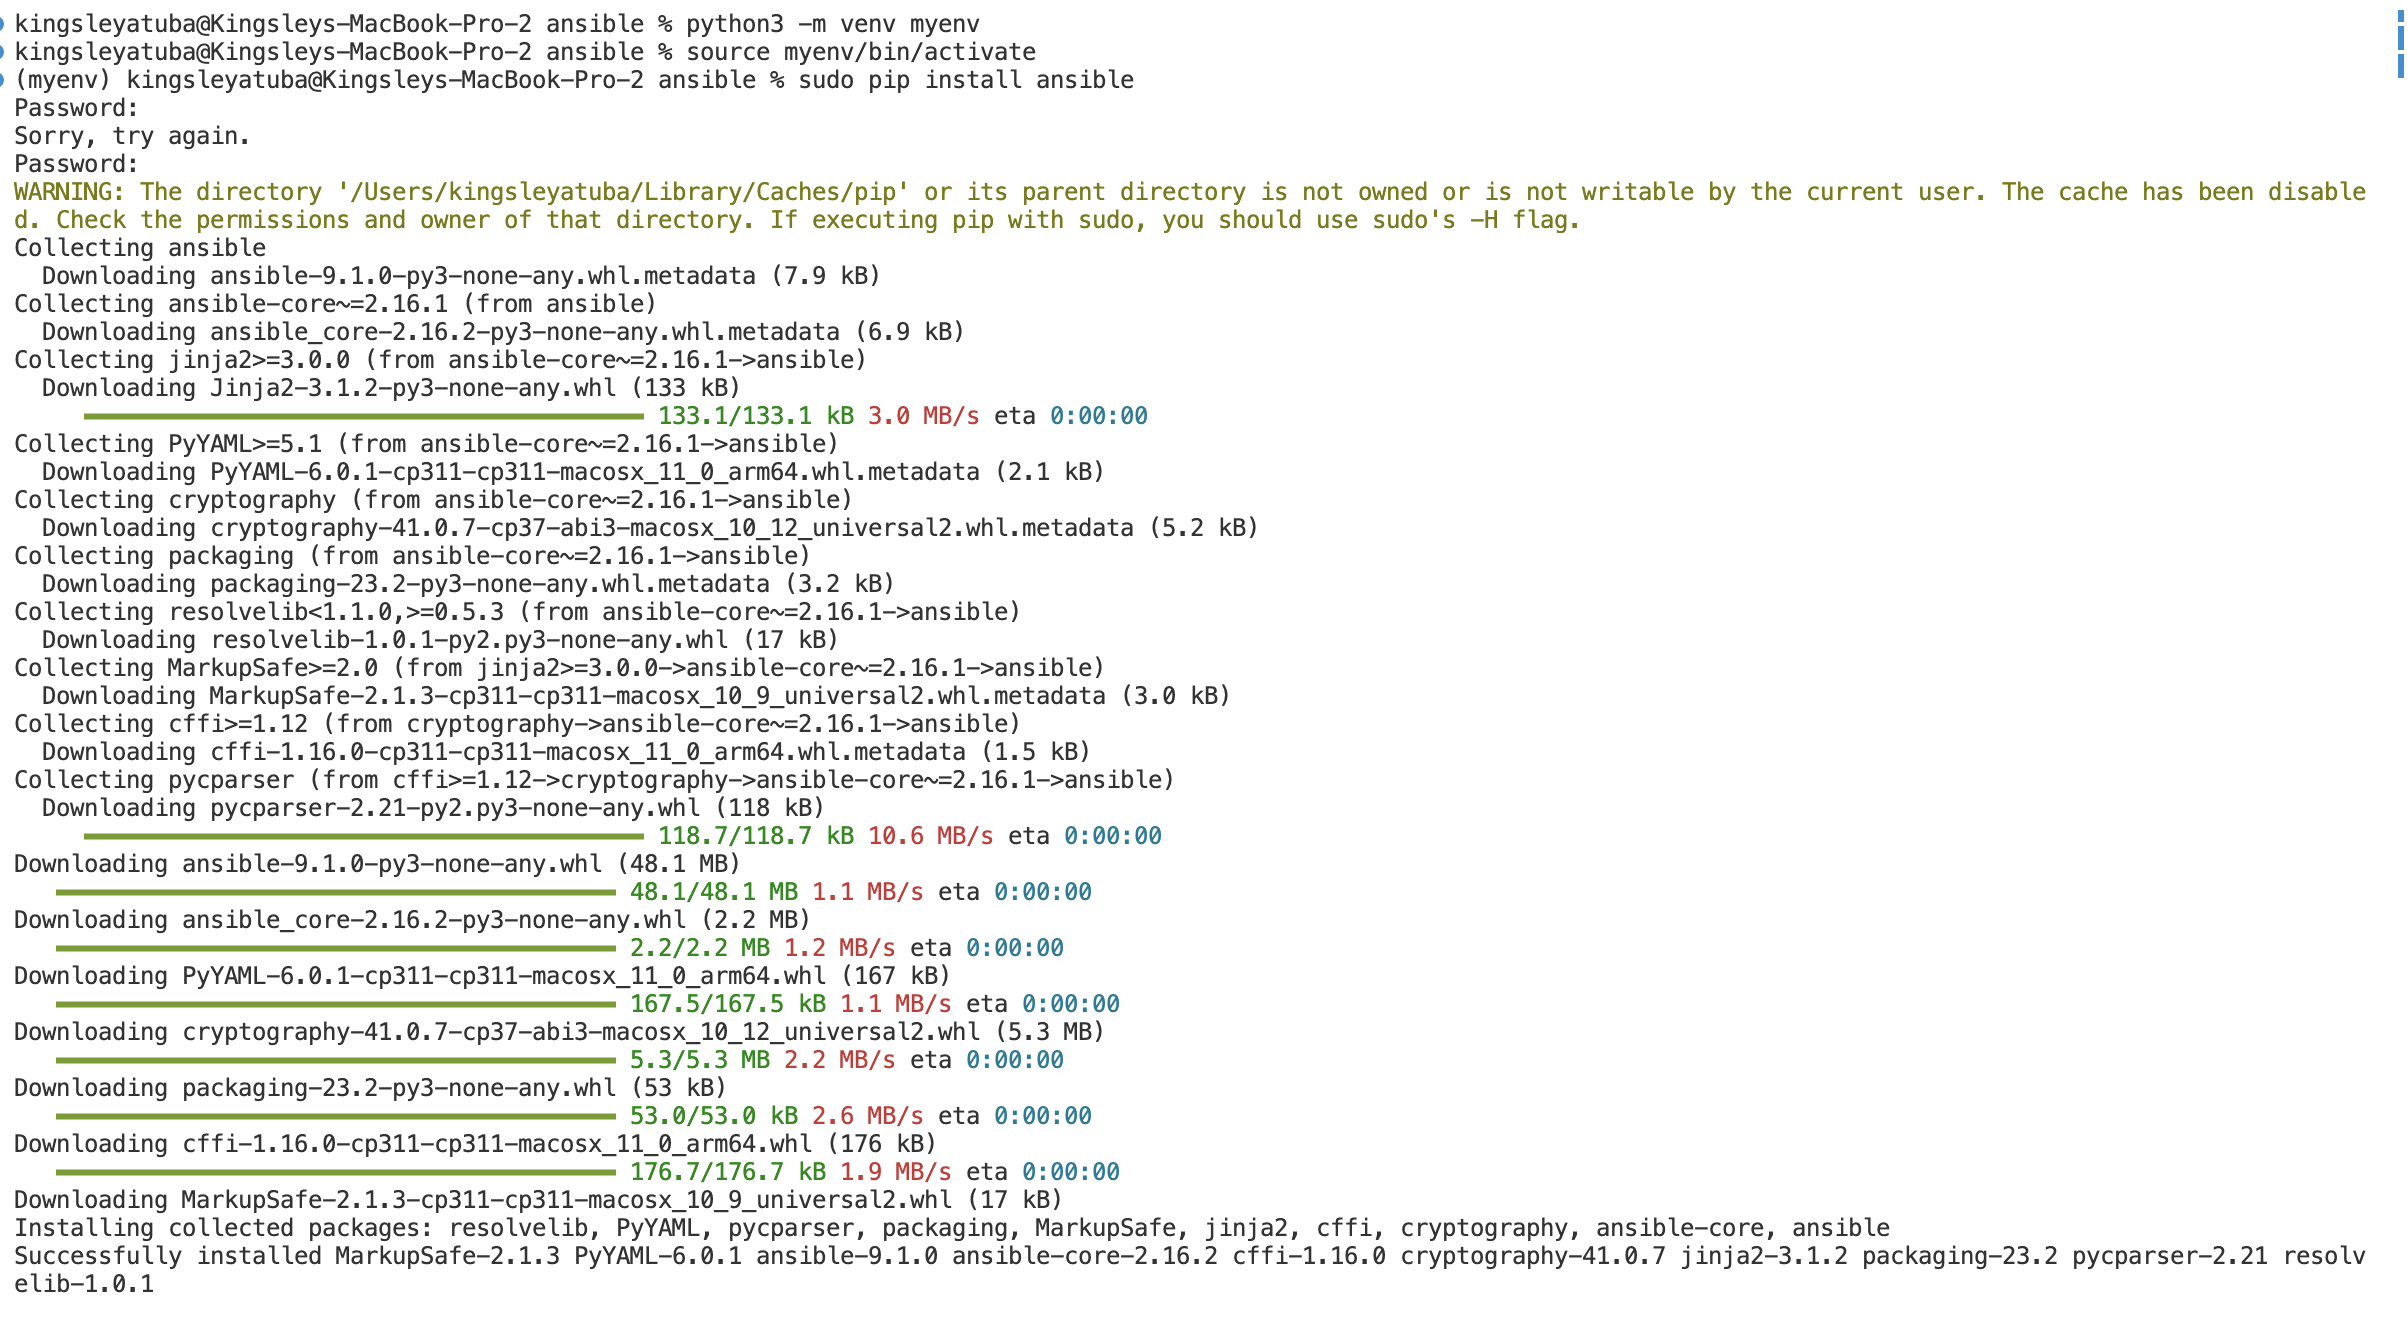 kingsleyatuba@Kingsleys-MacBook-Pro-2 ansible % python3 -m venv myenv
kingsleyatuba@Kingsleys-MacBook-Pro-2 ansible % source myenv/bin/activate
(myenv) kingsleyatuba@Kingsleys-MacBook-Pro-2 ansible % sudo pip install ansible
Password:
Sorry, try again.
Password:
WARNING: The directory '/Users/kingsleyatuba/Library/Caches/pip' or its parent directory is not owned or is not writable by the current user. The cache has been disable
d. Check the permissions and owner of that directory. If executing pip with sudo, you should use sudo's -H flag.
Collecting ansible
  Downloading ansible-9.1.0-py3-none-any.whl.metadata (7.9 kB)
Collecting ansible-core~=2.16.1 (from ansible)
  Downloading ansible_core-2.16.2-py3-none-any.whl.metadata (6.9 kB)
Collecting jinja2>=3.0.0 (from ansible-core~=2.16.1->ansible)
  Downloading Jinja2-3.1.2-py3-none-any.whl (133 kB)
133.1/133.1 kB 3.0 MB/s eta 0:00:00
Collecting PyYAML>=5.1 (from ansible-core~=2.16.1->ansible)
  Downloading PyYAML-6.0.1-cp311-cp311-macosx_11_0_arm64.whl.metadata (2.1 kB)
Collecting cryptography (from ansible-core~=2.16.1->ansible)
  Downloading cryptography-41.0.7-cp37-abi3-macosx_10_12_universal2.whl.metadata (5.2 kB)
Collecting packaging (from ansible-core~=2.16.1->ansible)
  Downloading packaging-23.2-py3-none-any.whl.metadata (3.2 kB)
Collecting resolvelib<1.1.0,>=0.5.3 (from ansible-core~=2.16.1->ansible)
  Downloading resolvelib-1.0.1-py2.py3-none-any.whl (17 kB)
Collecting MarkupSafe>=2.0 (from jinja2>=3.0.0->ansible-core~=2.16.1->ansible)
  Downloading MarkupSafe-2.1.3-cp311-cp311-macosx_10_9_universal2.whl.metadata (3.0 kB)
Collecting cffi>=1.12 (from cryptography->ansible-core~=2.16.1->ansible)
  Downloading cffi-1.16.0-cp311-cp311-macosx_11_0_arm64.whl.metadata (1.5 kB)
Collecting pycparser (from cffi>=1.12->cryptography->ansible-core~=2.16.1->ansible)
  Downloading pycparser-2.21-py2.py3-none-any.whl (118 kB)
118.7/118.7 kB 10.6 MB/s eta 0:00:00
Downloading ansible-9.1.0-py3-none-any.whl (48.1 MB)
48.1/48.1 MB 1.1 MB/s eta 0:00:00
Downloading ansible_core-2.16.2-py3-none-any.whl (2.2 MB)
2.2/2.2 MB 1.2 MB/s eta 0:00:00
Downloading PyYAML-6.0.1-cp311-cp311-macosx_11_0_arm64.whl (167 kB)
167.5/167.5 kB 1.1 MB/s eta 0:00:00
Downloading cryptography-41.0.7-cp37-abi3-macosx_10_12_universal2.whl (5.3 MB)
5.3/5.3 MB 2.2 MB/s eta 0:00:00
Downloading packaging-23.2-py3-none-any.whl (53 kB)
53.0/53.0 kB 2.6 MB/s eta 0:00:00
Downloading cffi-1.16.0-cp311-cp311-macosx_11_0_arm64.whl (176 kB)
176.7/176.7 kB 1.9 MB/s eta 0:00:00
Downloading MarkupSafe-2.1.3-cp311-cp311-macosx_10_9_universal2.whl (17 kB)
Installing collected packages: resolvelib, PyYAML, pycparser, packaging, MarkupSafe, jinja2, cffi, cryptography, ansible-core, ansible
Successfully installed MarkupSafe-2.1.3 PyYAML-6.0.1 ansible-9.1.0 ansible-core-2.16.2 cffi-1.16.0 cryptography-41.0.7 jinja2-3.1.2 packaging-23.2 pycparser-2.21 resolv
elib-1.0.1